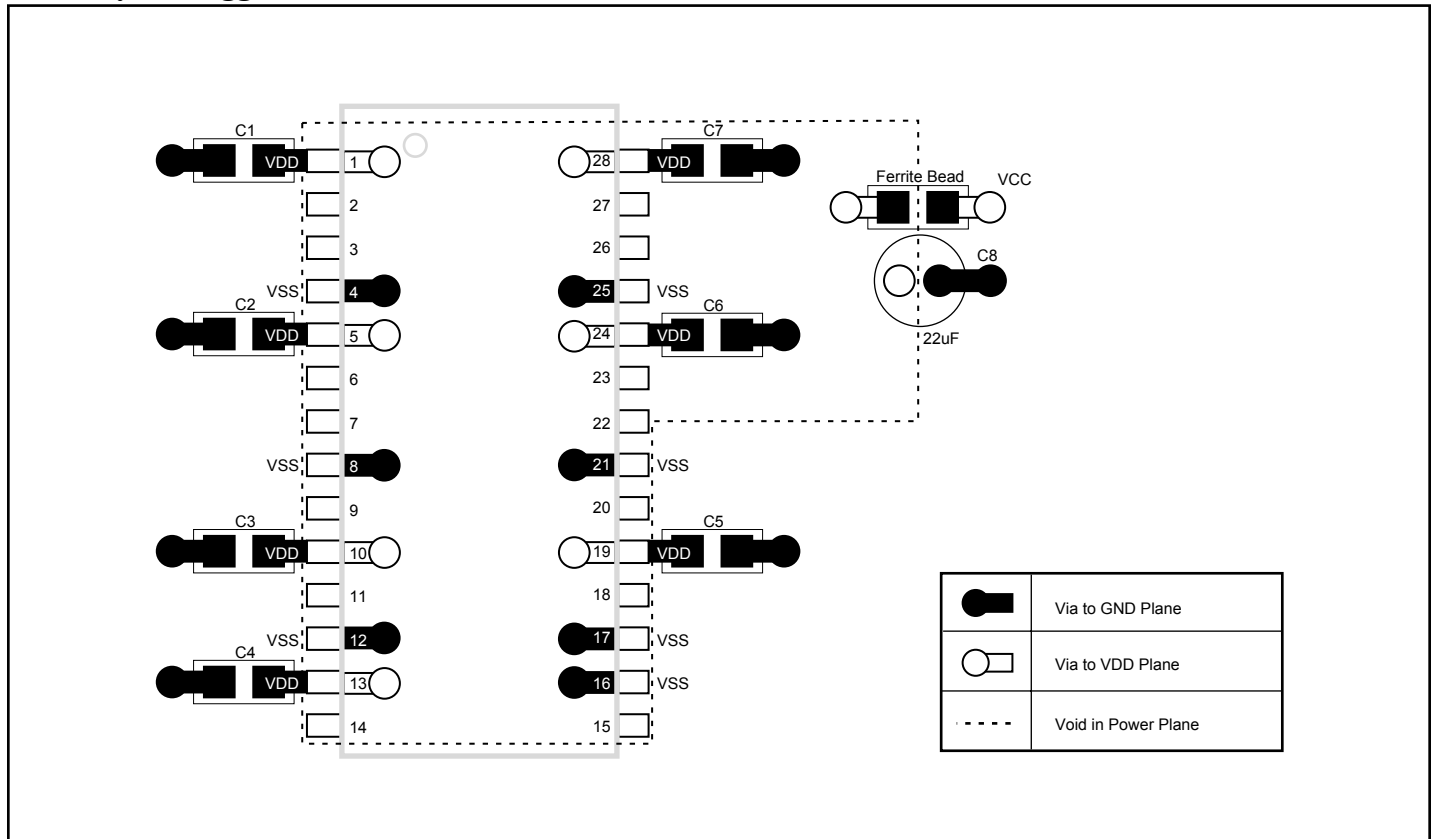 C1
C7
VDD
1
28
VDD
Ferrite Bead
VCC
2
27
3
26
C8
VSS
4
25
VSS
C2
C6
VDD
5
24
VDD
22uF
6
23
7
22
VSS
8
21
VSS
9
20
C3
C5
VDD
10
19
VDD
11
18
VSS
12
17
VSS
C4
VDD
13
16
VSS
14
15
Via to GND Plane
Via to VDD Plane
Void in Power Plane